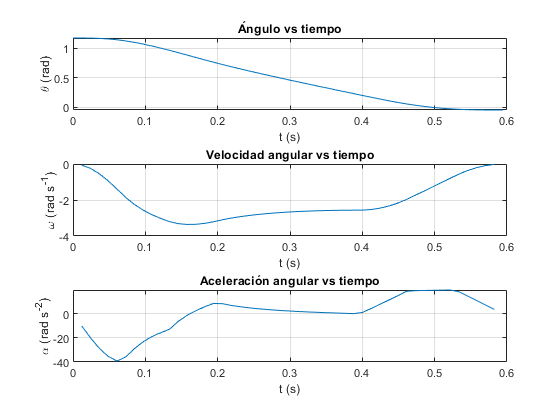 Ángulo vs tiempo
1
0.5
0
θ (rad)
0 0.1 0.2 0.3 0.4 0.5 0.6
t (s)
Velocidad angular vs tiempo
0
-2
-4
ω (rad s-1)
0 0.1 0.2 0.3 0.4 0.5 0.6
t (s)
Aceleración angular vs tiempo
0
-20
-40
α (rad s-2)
0 0.1 0.2 0.3 0.4 0.5 0.6
t (s)